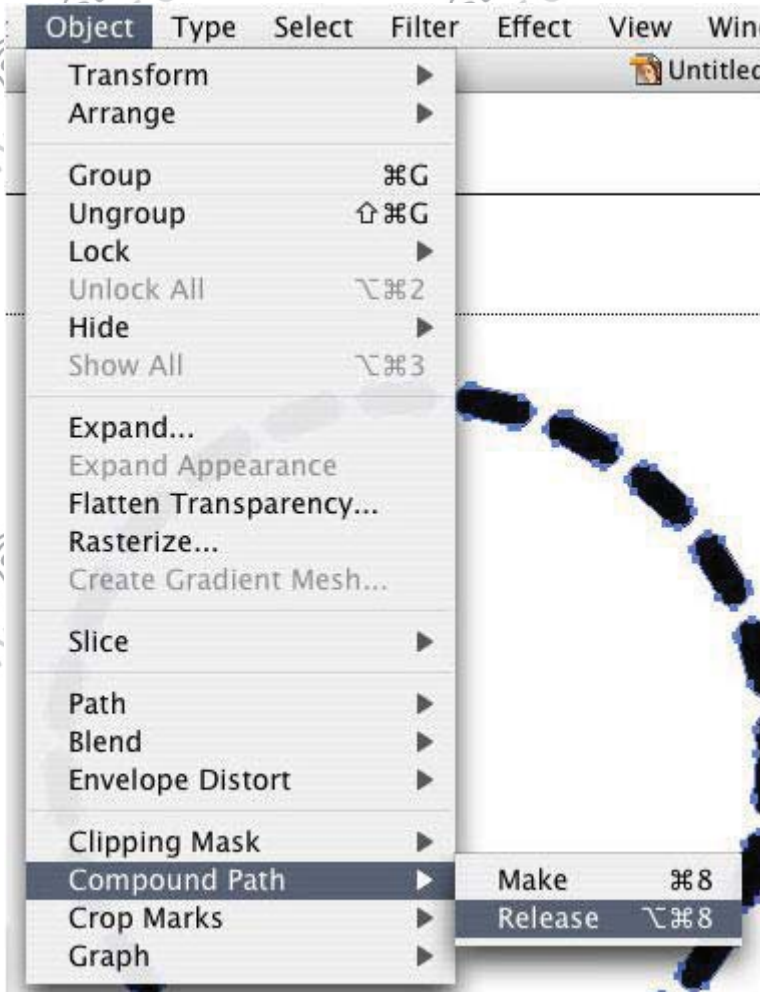 Object Type Select Filter Effect View
Untitled
Transform
Arrange
Group ⌘G
Ungroup ⇧⌘G
Lock
Unlock All ⌥⌘2
Hide
Show All ⌥⌘3
Expand...
Expand Appearance
Flatten Transparency...
Rasterize...
Create Gradient Mesh...
Slice
Path
Blend
Envelope Distort
Clipping Mask
Compound Path
Make ⌘8
Crop Marks
Release ⌥⌘8
Graph